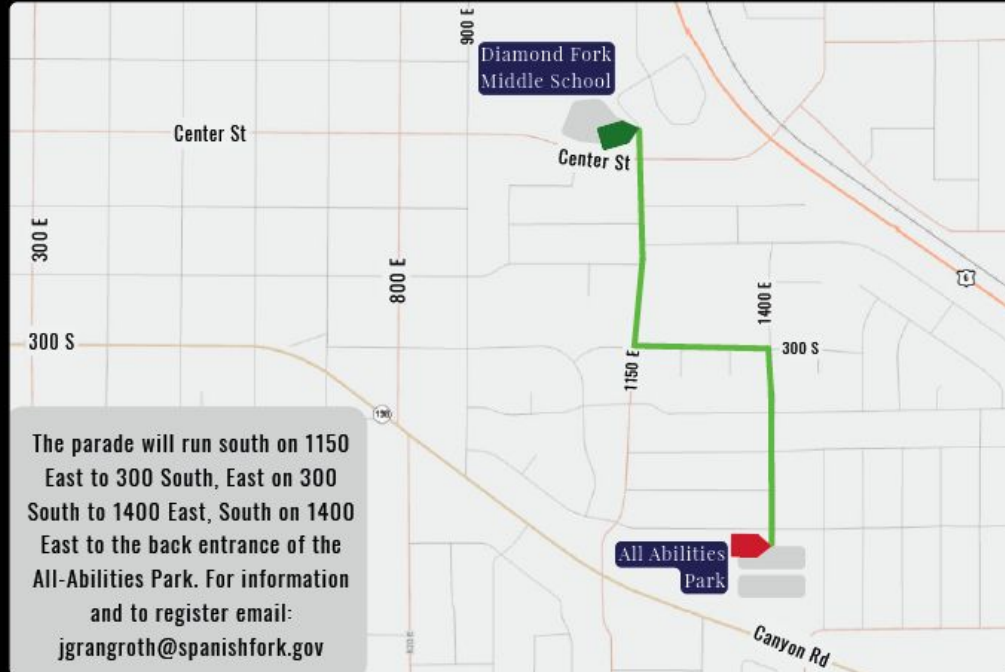 900 E
Diamond Fork
Middle School
Center St
Center St
300 E
800 E
1400 E
6
300 S
300 S
1150 E
198
The parade will run south on 1150
East to 300 South, East on 300
South to 1400 East, South on 1400
East to the back entrance of the
All-Abilities Park. For information
and to register email:
jgrangroth@spanishfork.gov
All Abilities
Park
Canyon Rd